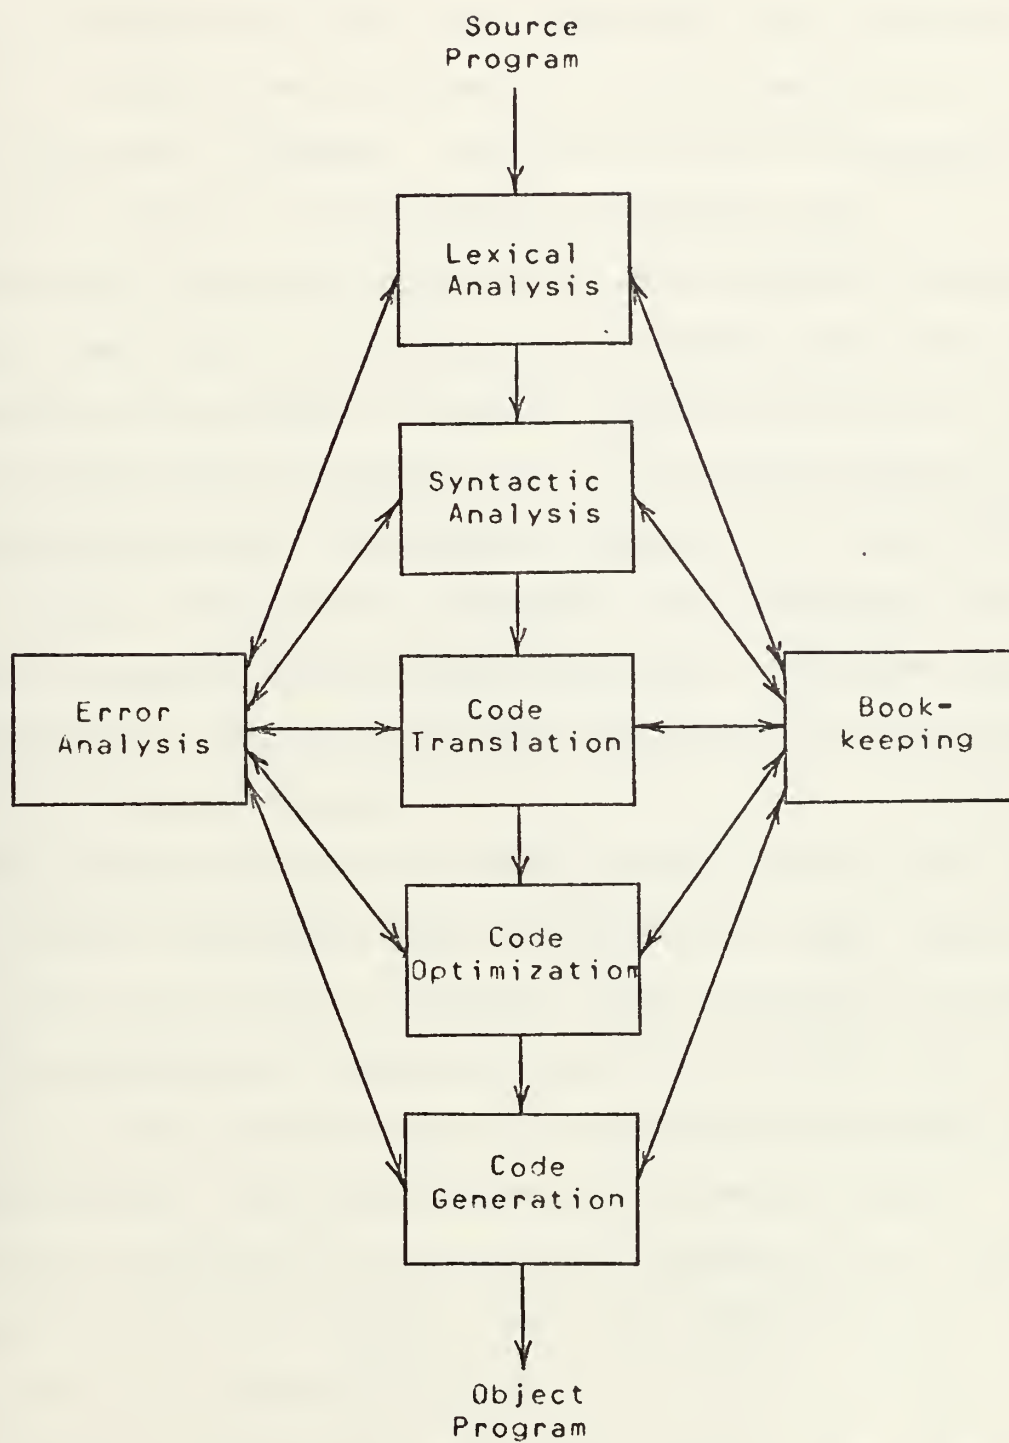 Source
Program
Lexical
Analysis
Syntactic
Analysis
Error
Analysis
Code
Translation
Book-
keeping
Code
Optimization
Code
Generation
Object
Program